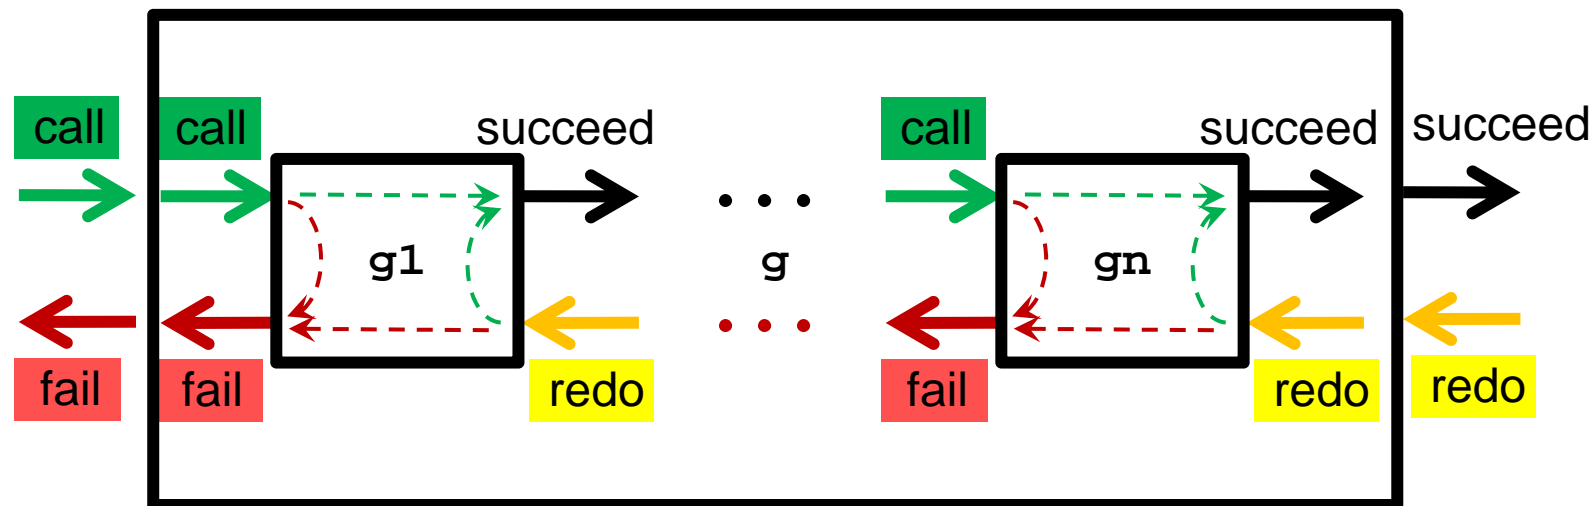 call call succeed call succeed succeed
. . .
g1 g gn
. . .
fail fail redo fail redo redo